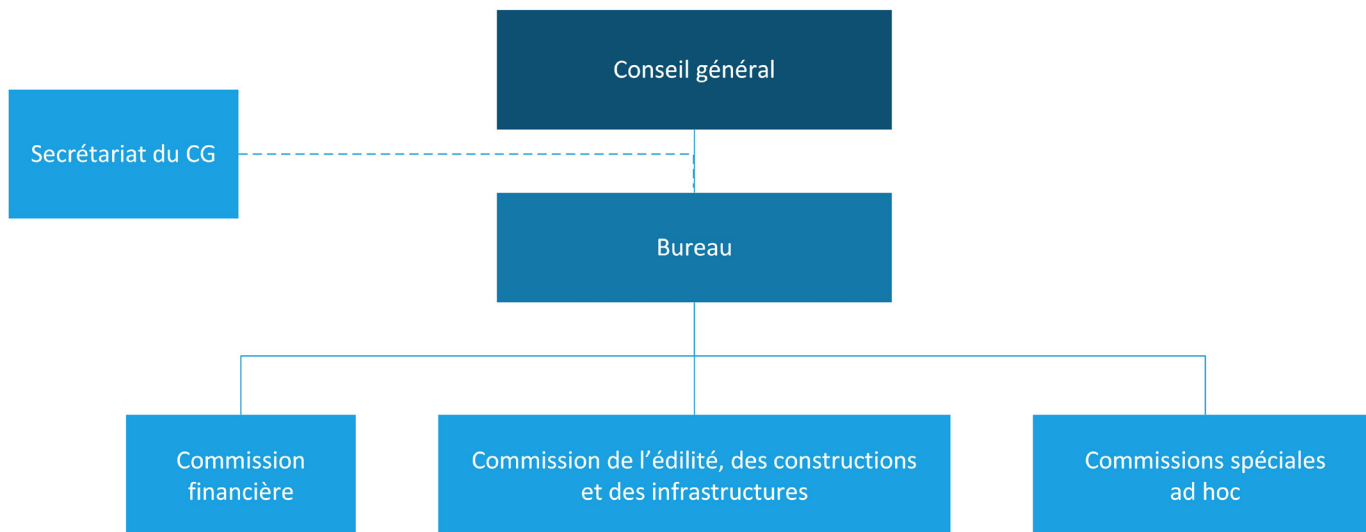 Conseil général
Secrétariat du CG
Bureau
Commission
financière
Commission de l’édilité, des constructions
et des infrastructures
Commissions spéciales
ad hoc